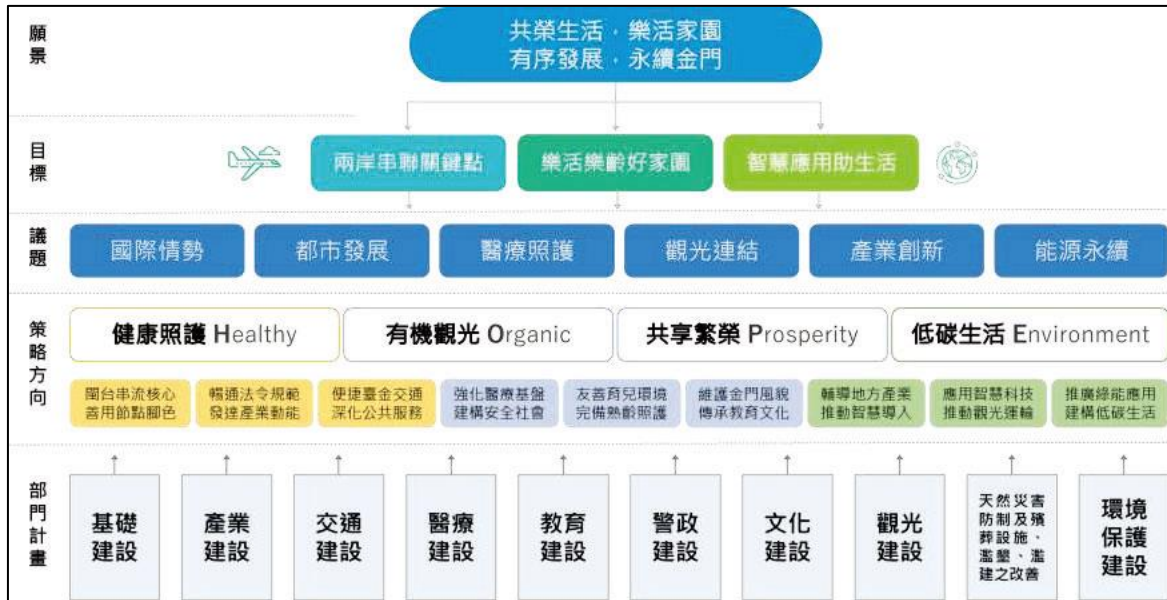 願景
共榮生活．樂活家園
有序發展．永續金門
目標
兩岸串聯關鍵點
樂活樂齡好家園
智慧應用助生活
議題
國際情勢
都市發展
醫療照護
觀光連結
產業創新
能源永續
策略方向
健康照護 Healthy
有機觀光 Organic
共享繁榮 Prosperity
低碳生活 Environment
閩台串流核心
善用節點腳色
暢通法令規範
發達產業動能
便捷臺金交通
深化公共服務
強化醫療基盤
建構安全社會
友善育兒環境
完備熟齡照護
維護金門風貌
傳承教育文化
輔導地方產業
推動智慧導入
應用智慧科技
推動觀光運輸
推廣綠能應用
建構低碳生活
部門計畫
基礎
建設
產業
建設
交通
建設
醫療
建設
教育
建設
警政
建設
文化
建設
觀光
建設
天然災害
防制及殯
葬設施、
濫墾、濫
建之改善
環境
保護
建設